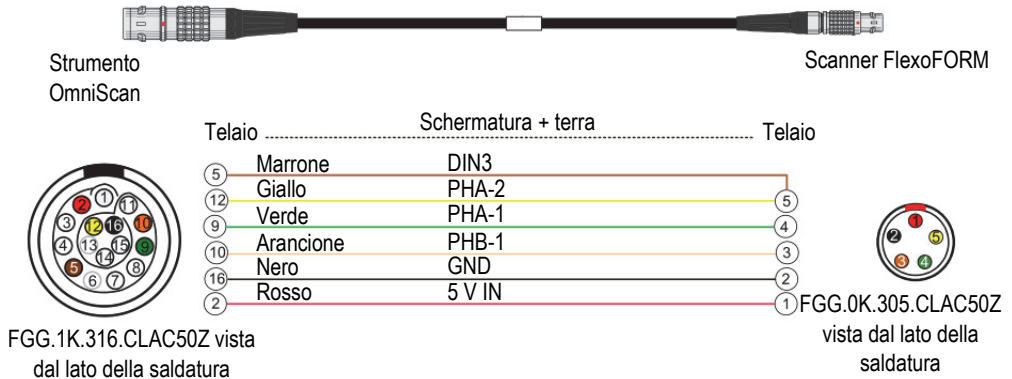 Strumento
OmniScan
Scanner FlexoFORM
Telaio Schermatura + terra Telaio
5 Marrone DIN3
12 Giallo PHA-2 5
9 Verde PHA-1 4
10 Arancione PHB-1 3
16 Nero GND 2
2 Rosso 5 V IN 1
1 2 3 4 5 6 7 8 9 10 11 12 13 14 15 16
1 2 3 4 5
FGG.1K.316.CLAC50Z vista
dal lato della saldatura
FGG.0K.305.CLAC50Z
vista dal lato della
saldatura